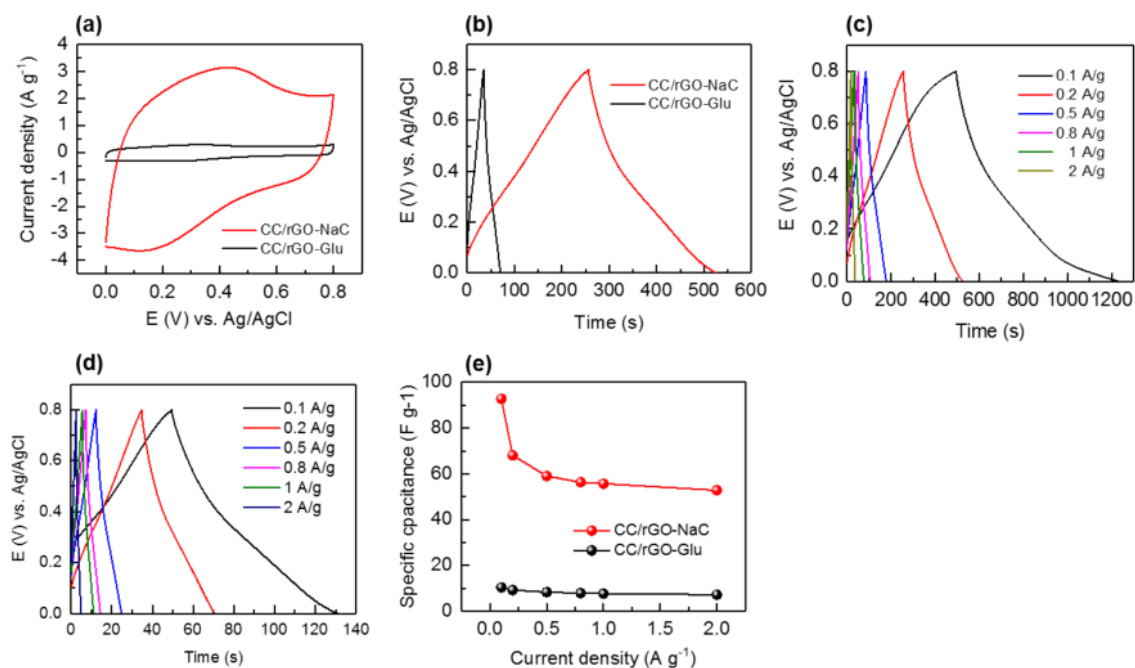 (a)
4
3
2
1
0
-1
-2
-3
-4
Current density (A g⁻¹)
CC/rGO-NaC
CC/rGO-Glu
0.0 0.2 0.4 0.6 0.8
E (V) vs. Ag/AgCl
(b)
0.8
0.6
0.4
0.2
0.0
E (V) vs. Ag/AgCl
CC/rGO-NaC
CC/rGO-Glu
0 100 200 300 400 500 600
Time (s)
(c)
0.8
0.6
0.4
0.2
0.0
E (V) vs. Ag/AgCl
0.1 A/g
0.2 A/g
0.5 A/g
0.8 A/g
1 A/g
2 A/g
0 200 400 600 800 1000 1200
Time (s)
(d)
0.8
0.6
0.4
0.2
0.0
E (V) vs. Ag/AgCl
0.1 A/g
0.2 A/g
0.5 A/g
0.8 A/g
1 A/g
2 A/g
0 20 40 60 80 100 120 140
Time (s)
(e)
100
80
60
40
20
0
Specific cpacitance (F g-1)
CC/rGO-NaC
CC/rGO-Glu
0.0 0.5 1.0 1.5 2.0
Current density (A g⁻¹)